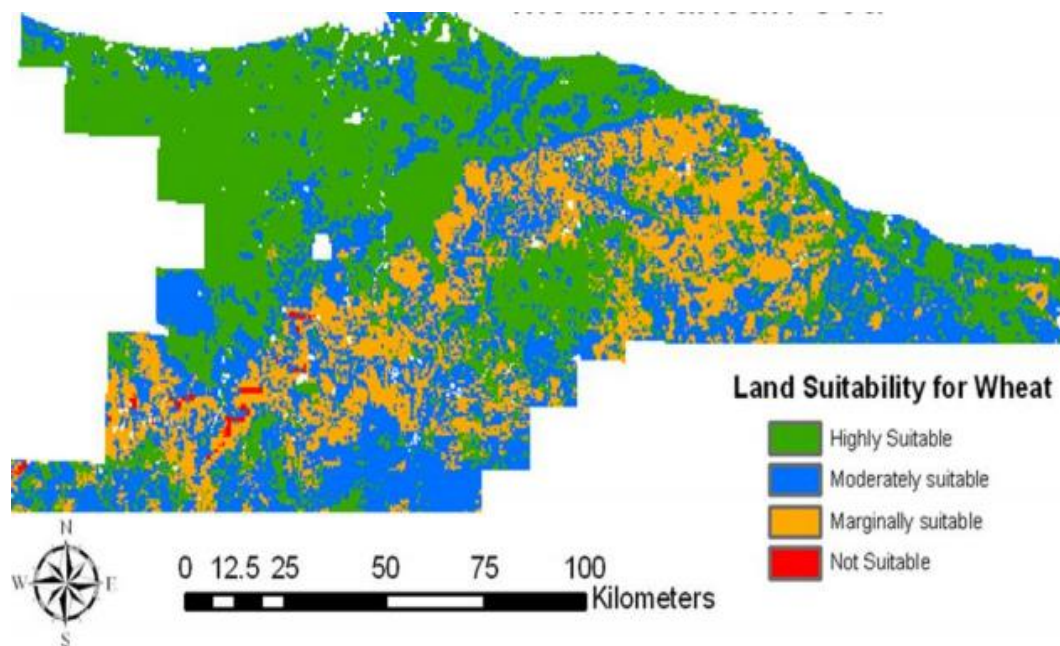 Land Suitability for Wheat
Highly Suitable
Moderately suitable
Marginally suitable
Not Suitable
N
W E
S
0 12.5 25 50 75 100
Kilometers